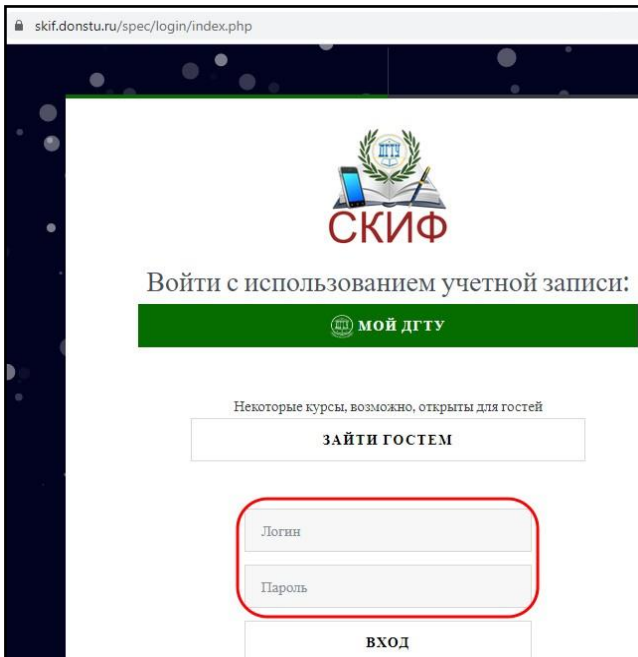 skif.donstu.ru/spec/login/index.php
ДГТУ
СКИФ
Войти с использованием учетной записи:
МОЙ ДГТУ
Некоторые курсы, возможно, открыты для гостей
ЗАЙТИ ГОСТЕМ
Логин
Пароль
ВХОД